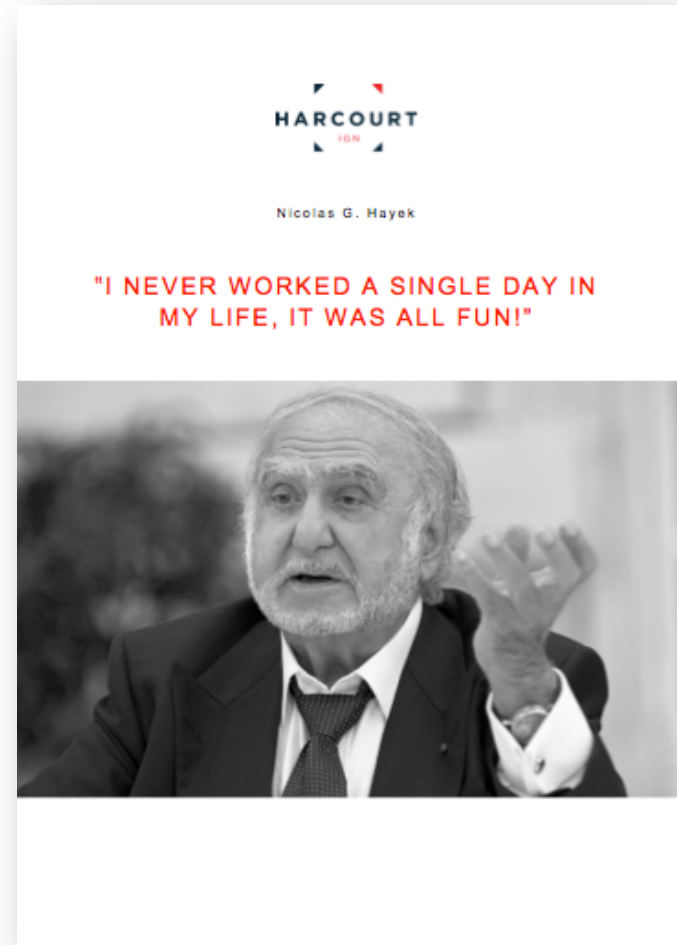 HARCOURT
IGN
Nicolas G. Hayek
"I NEVER WORKED A SINGLE DAY IN
MY LIFE, IT WAS ALL FUN!”